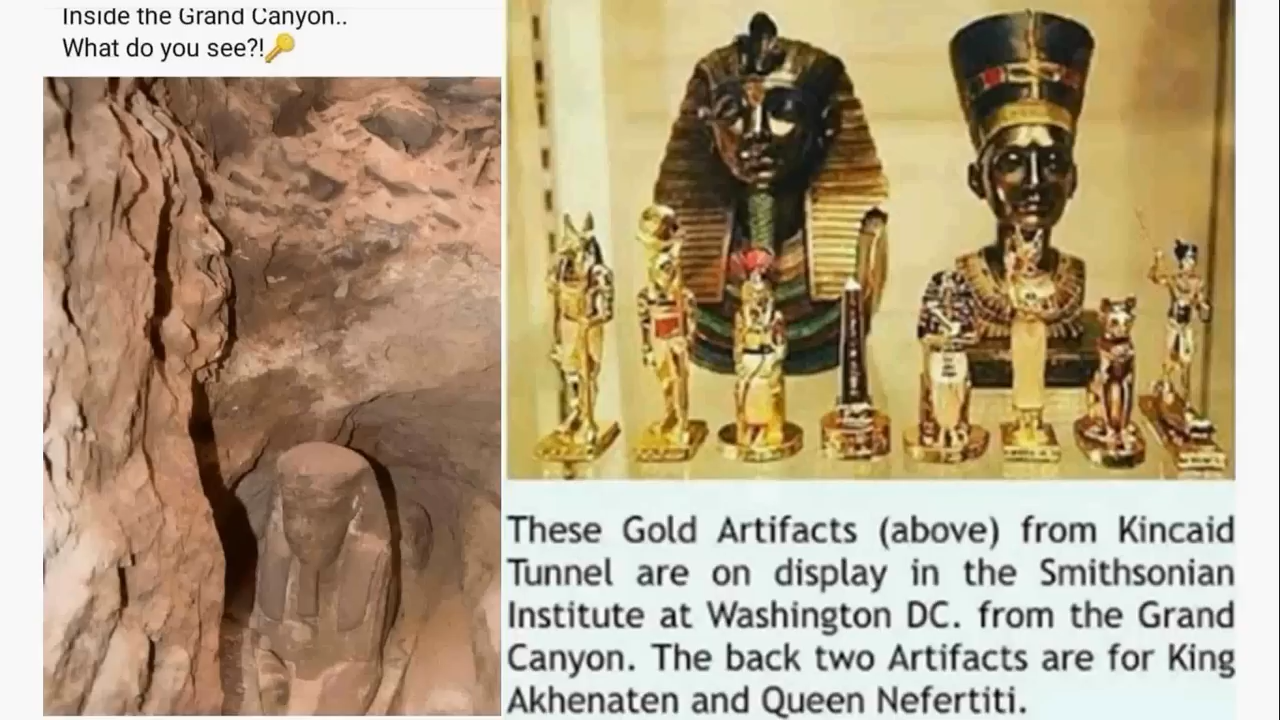 Inside the Grand Canyon..
What do you see?!🔑
These Gold Artifacts (above) from Kincaid
Tunnel are on display in the Smithsonian
Institute at Washington DC. from the Grand
Canyon. The back two Artifacts are for King
Akhenaten and Queen Nefertiti.